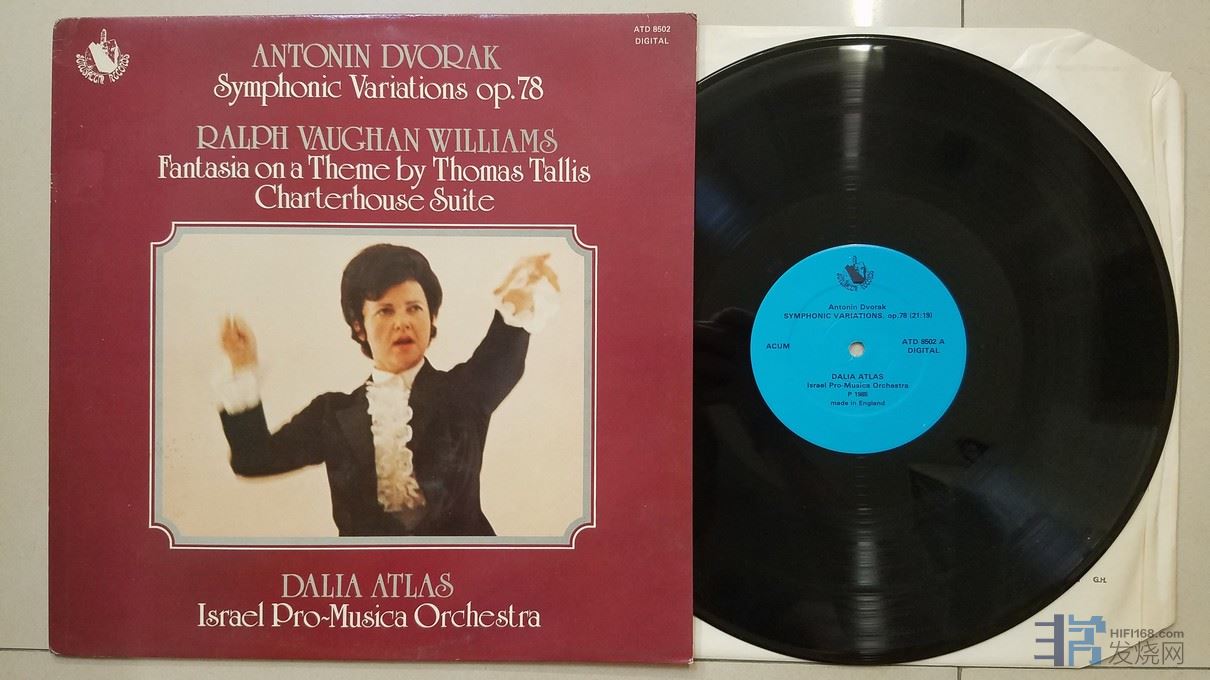 ATD 8502
DIGITAL
ANTONIN DVORAK
Symphonic Variations op.78
RALPH VAUGHAN WILLIAMS
Fantasia on a Theme by Thomas Tallis
Charterhouse Suite
DALIA ATLAS
Israel Pro-Musica Orchestra
Antonin Dvorak
SYMPHONIC VARIATIONS, op.78 (21:19)
ACUM
ATD 8502 A
DIGITAL
DALIA ATLAS
Israel Pro-Musica Orchestra
made in England
G.H.
HIFI168.com
发烧网